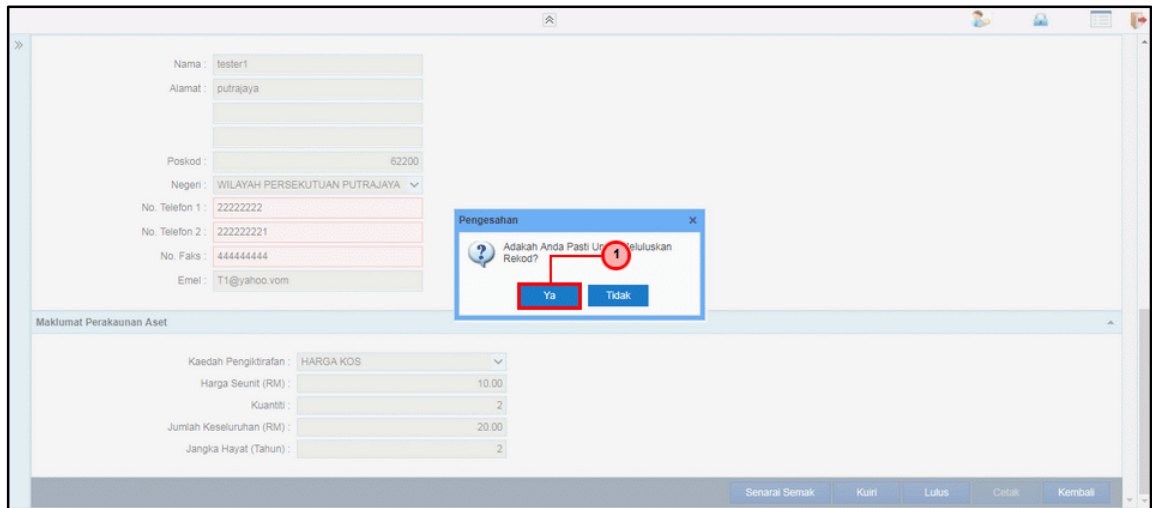 Nama : tester1
Alamat : putrajaya
Poskod : 62200
Negeri : WILAYAH PERSEKUTUAN PUTRAJAYA
No. Telefon 1 : 22222222
No. Telefon 2 : 222222221
No. Faks : 444444444
Emel : T1@yahoo.vom
Pengesahan
Adakah Anda Pasti
Rekod?
1
Ya Tidak
Maklumat Perakaunan Aset
Kaedah Pengiktirafan : HARGA KOS
Harga Seunit (RM) : 10.00
Kuantiti : 2
Jumlah Keseluruhan (RM) : 20.00
Jangka Hayat (Tahun) : 2
Senarai Semak Kuiri Lulus Cetak Kembali